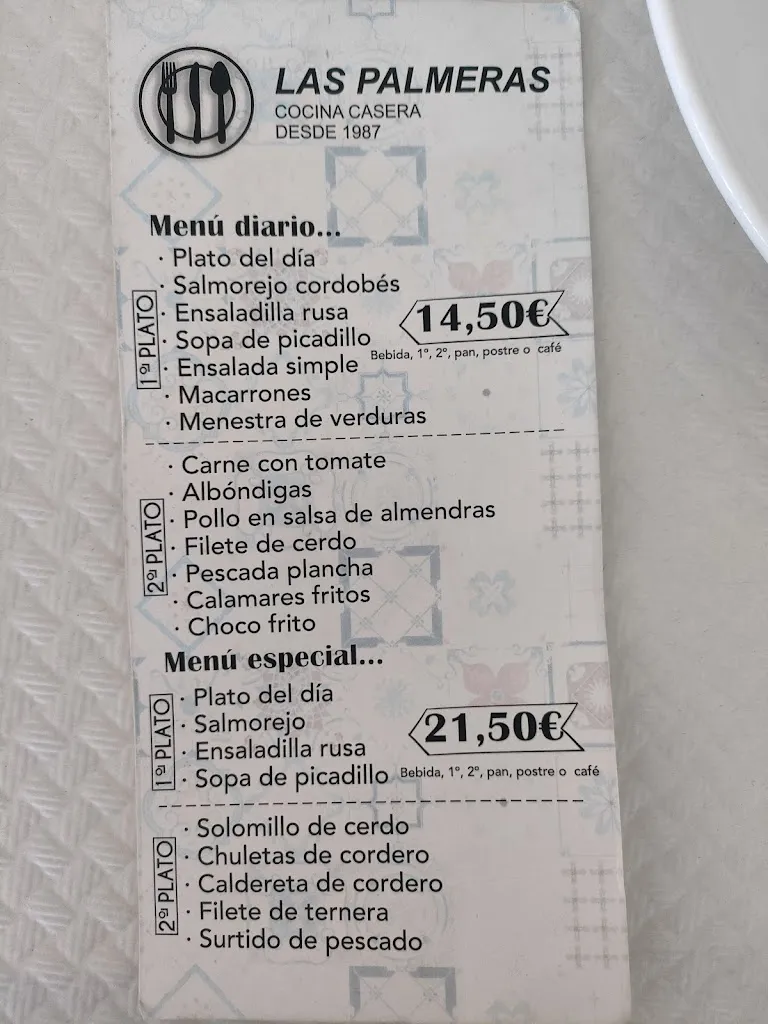 LAS PALMERAS
COCINA CASERA
DESDE 1987
Menú diario...
1º PLATO
· Plato del día
· Salmorejo cordobés
· Ensaladilla rusa
· Sopa de picadillo
· Ensalada simple
· Macarrones
· Menestra de verduras
14,50€
Bebida, 1º, 2º, pan, postre o café
2º PLATO
· Carne con tomate
· Albóndigas
· Pollo en salsa de almendras
· Filete de cerdo
· Pescada plancha
· Calamares fritos
· Choco frito
Menú especial...
1º PLATO
· Plato del día
· Salmorejo
· Ensaladilla rusa
· Sopa de picadillo
21,50€
Bebida, 1º, 2º, pan, postre o café
2º PLATO
· Solomillo de cerdo
· Chuletas de cordero
· Caldereta de cordero
· Filete de ternera
· Surtido de pescado